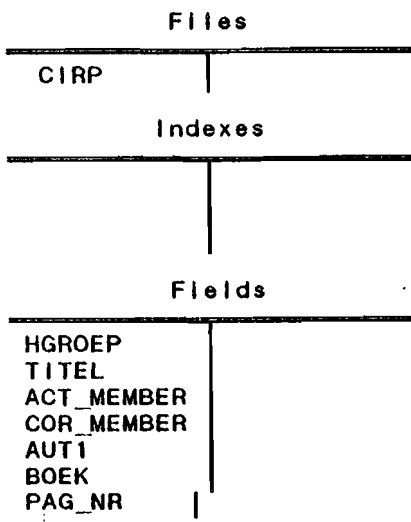 Files
CIRP
Indexes
Fields
HGROEP
TITEL
ACT_MEMBER
COR_MEMBER
AUT1
BOEK
PAG_NR